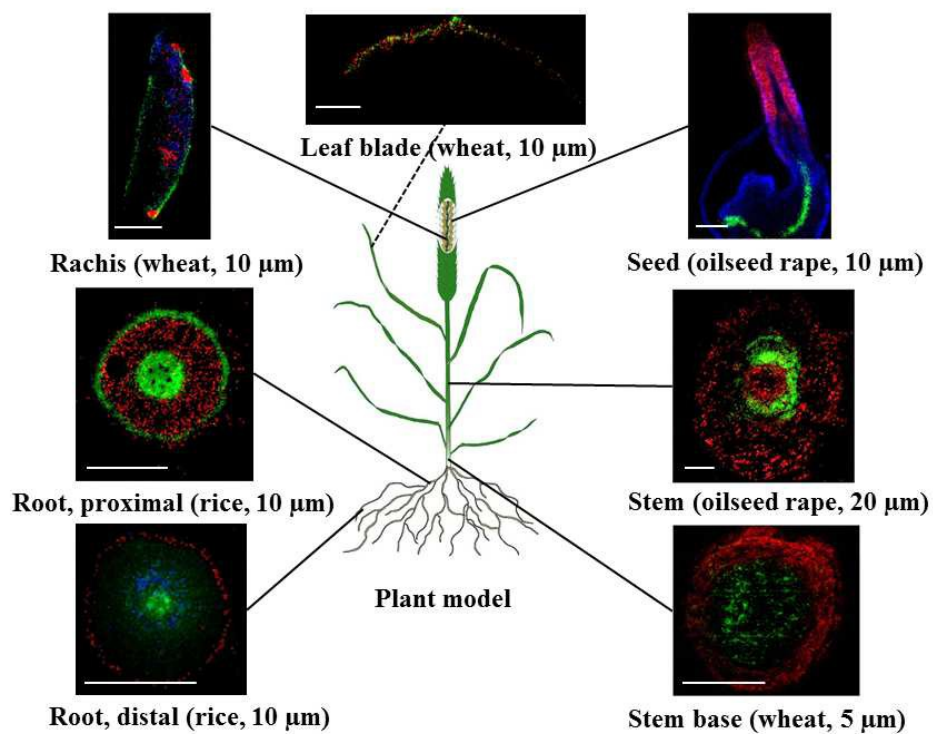 Leaf blade (wheat, 10 μm)
Rachis (wheat, 10 μm)
Seed (oilseed rape, 10 μm)
Root, proximal (rice, 10 μm)
Stem (oilseed rape, 20 μm)
Plant model
Root, distal (rice, 10 μm)
Stem base (wheat, 5 μm)